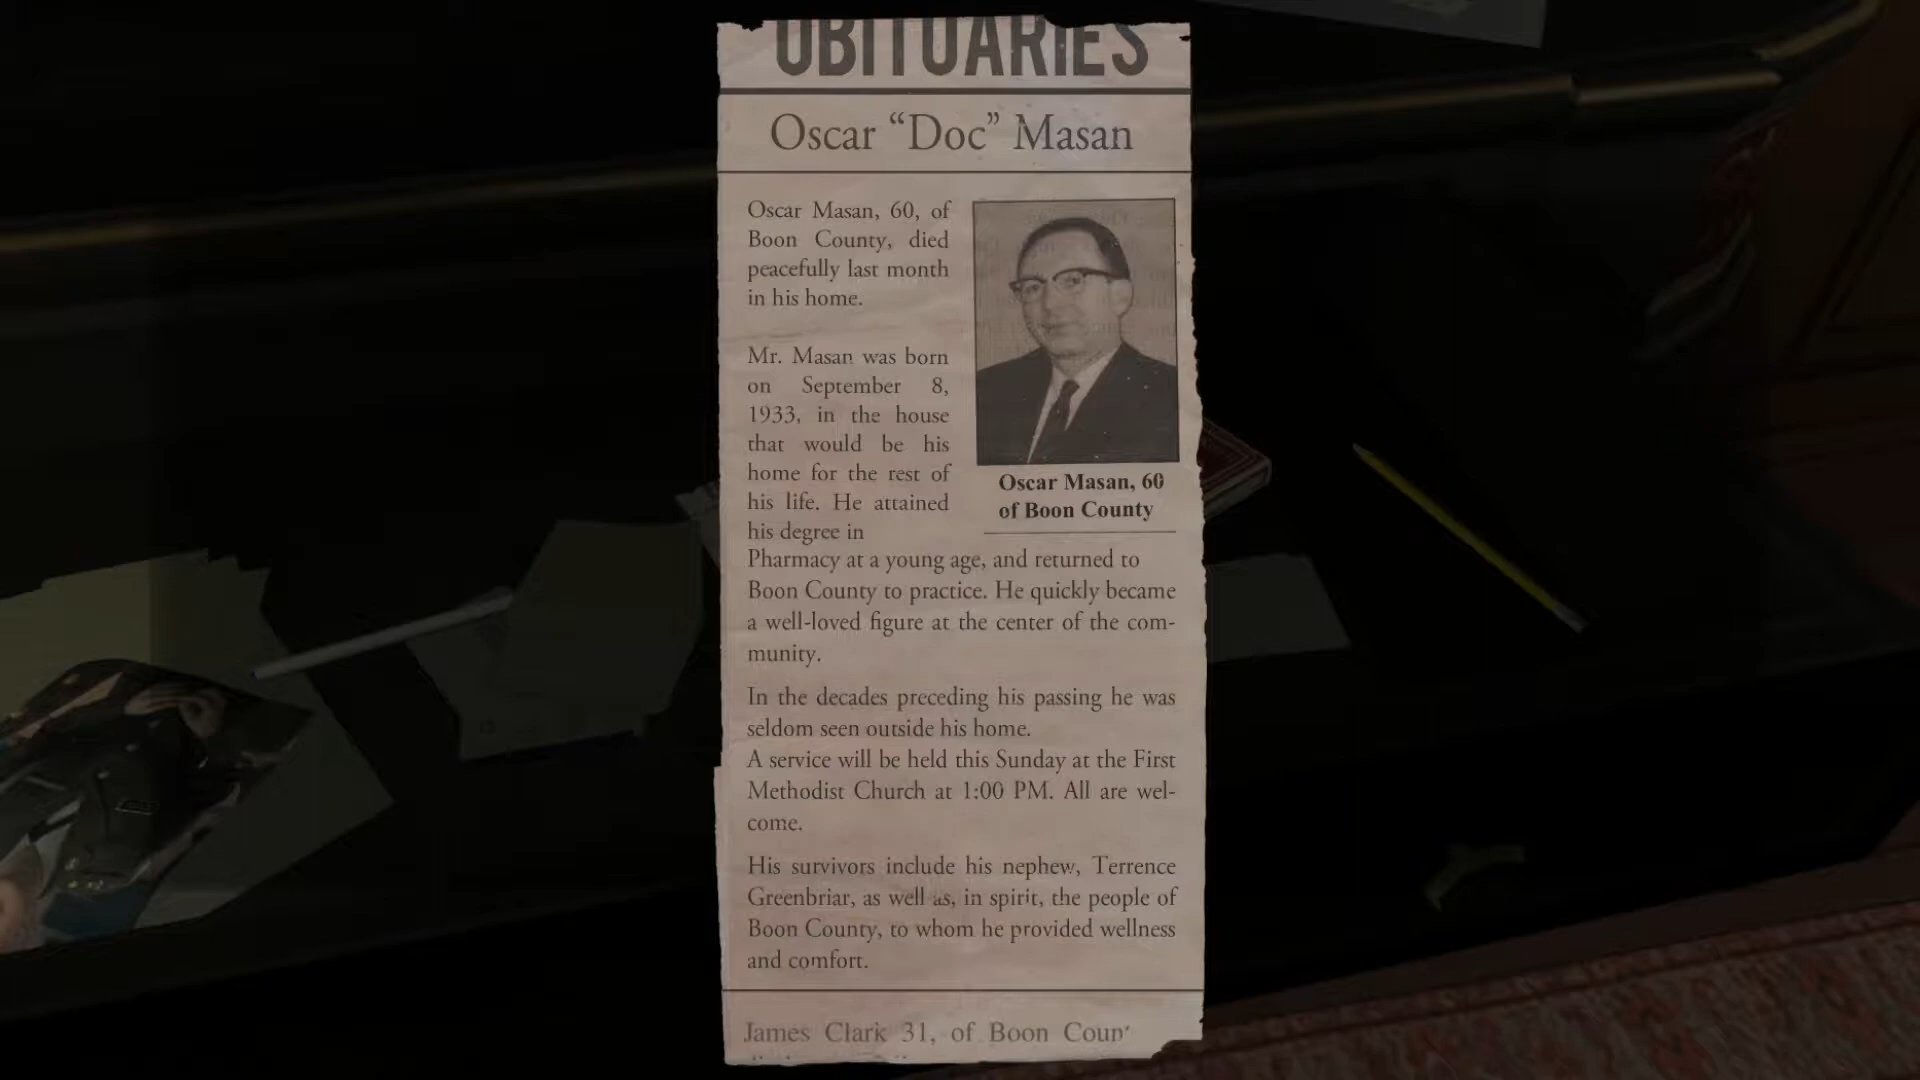 OBITUARIES
Oscar “Doc” Masan
Oscar Masan, 60, of
Boon County, died
peacefully last month
in his home.
Mr. Masan was born
on September 8,
1933, in the house
that would be his
home for the rest of
his life. He attained
his degree in
Pharmacy at a young age, and returned to
Boon County to practice. He quickly became
a well-loved figure at the center of the com-
munity.
In the decades preceding his passing he was
seldom seen outside his home.
A service will be held this Sunday at the First
Methodist Church at 1:00 PM. All are wel-
come.
His survivors include his nephew, Terrence
Greenbriar, as well as, in spirit, the people of
Boon County, to whom he provided wellness
and comfort.
Oscar Masan, 60
of Boon County
James Clark 31, of Boon Coun